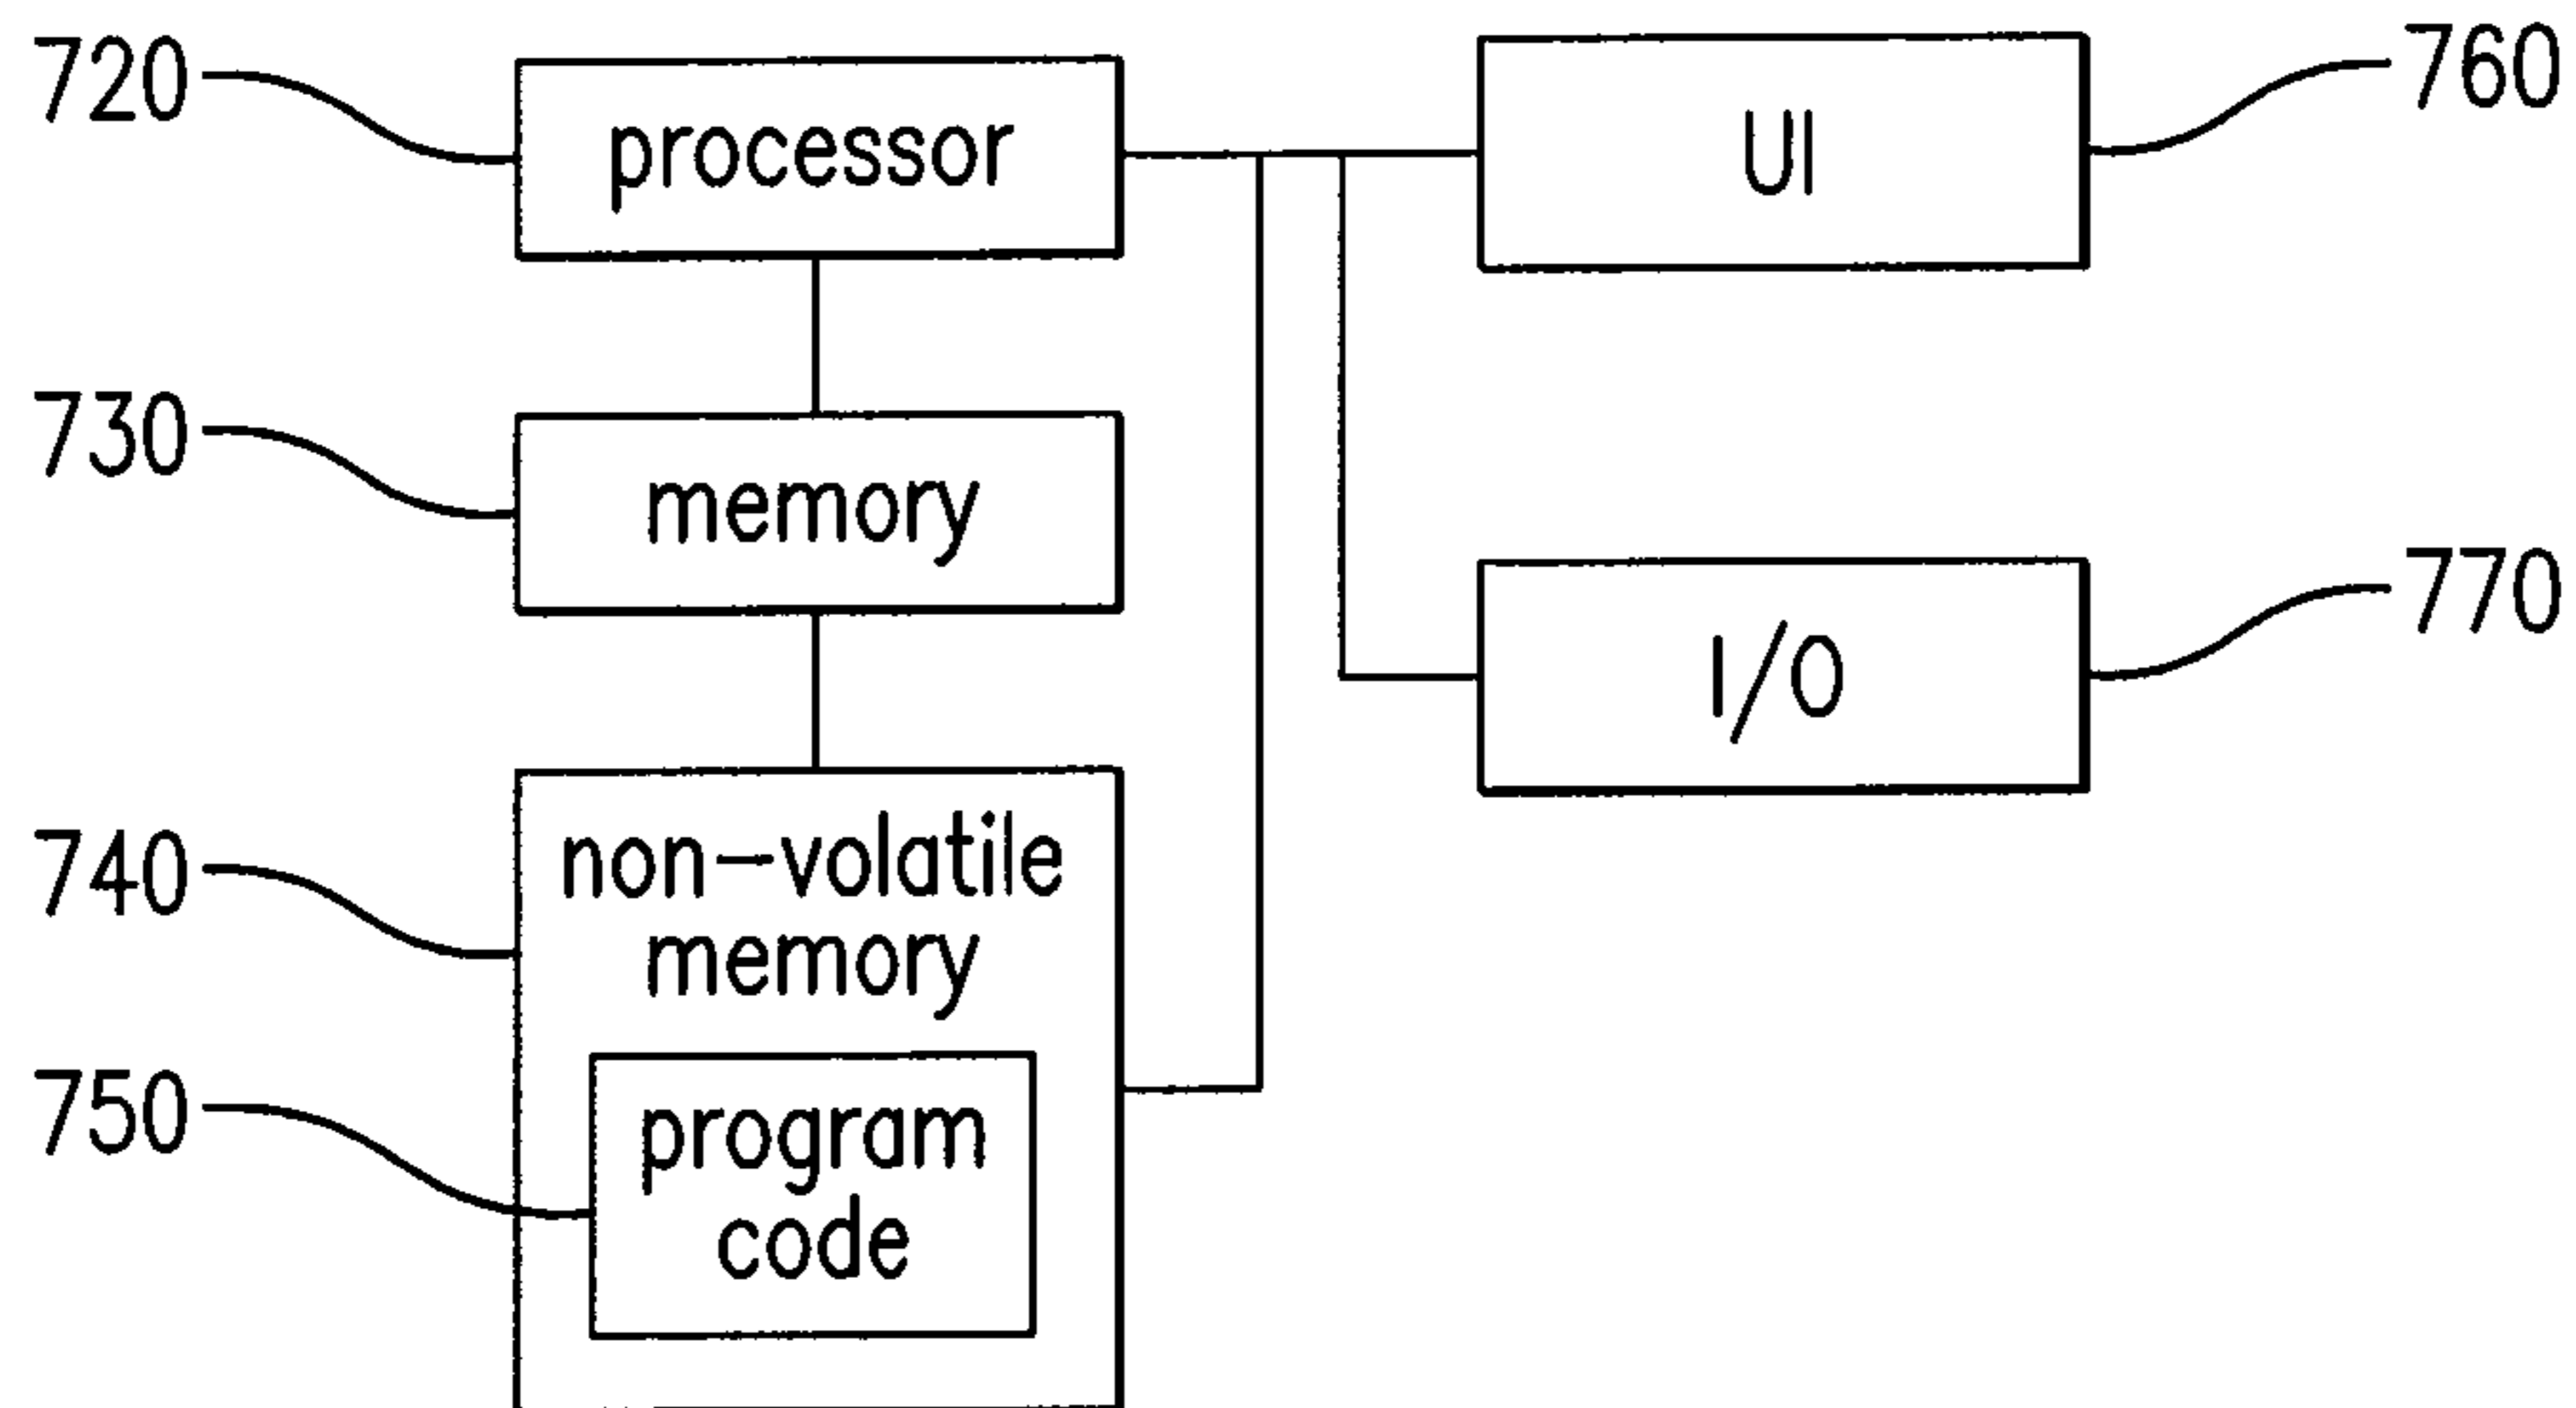 720
processor
UI
760
730
memory
I/O
770
740
non-volatile
memory
750
program
code